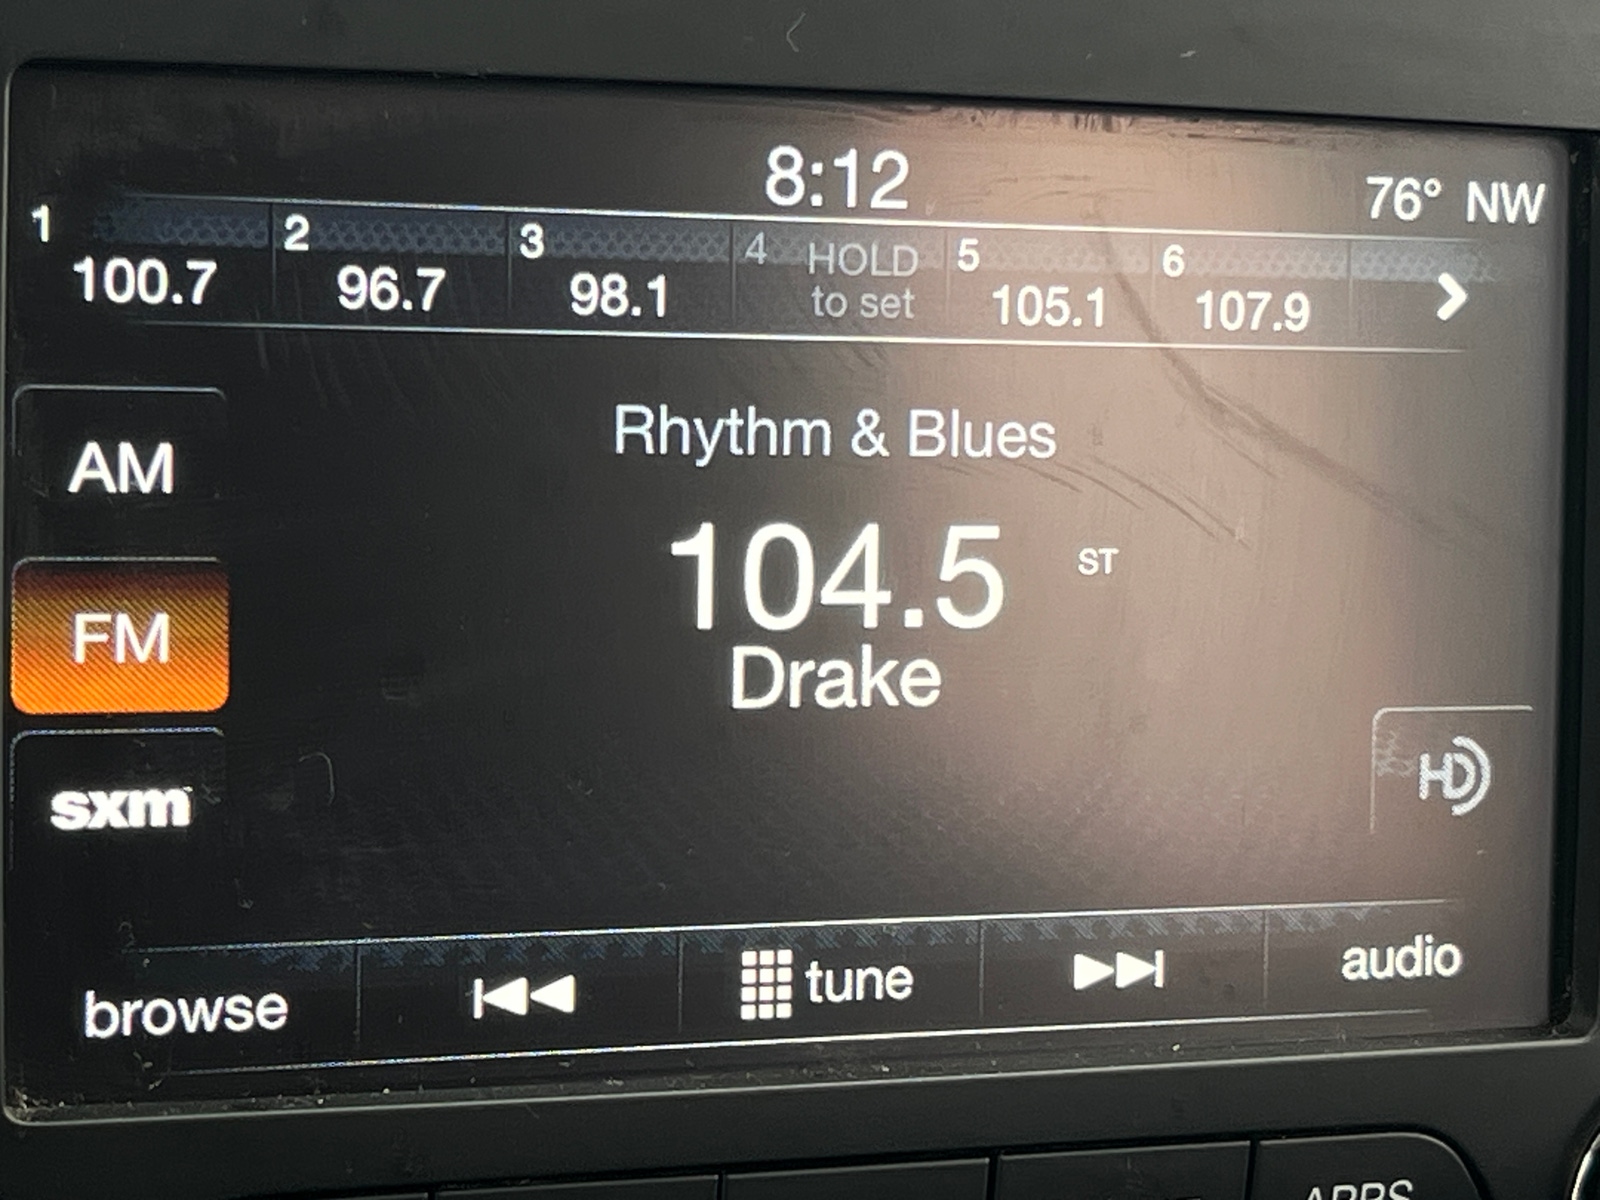 8:12
76° NW
1 2 3 4 HOLD 5 6
100.7 96.7 98.1 to set 105.1 107.9
Rhythm & Blues
AM
104.5 ST
FM
Drake
HD
sxm
browse tune audio
APPS